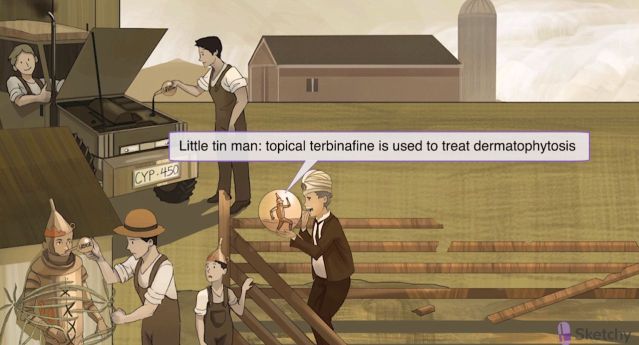 Little tin man: topical terbinafine is used to treat dermatophytosis
CYP-450
Sketchy